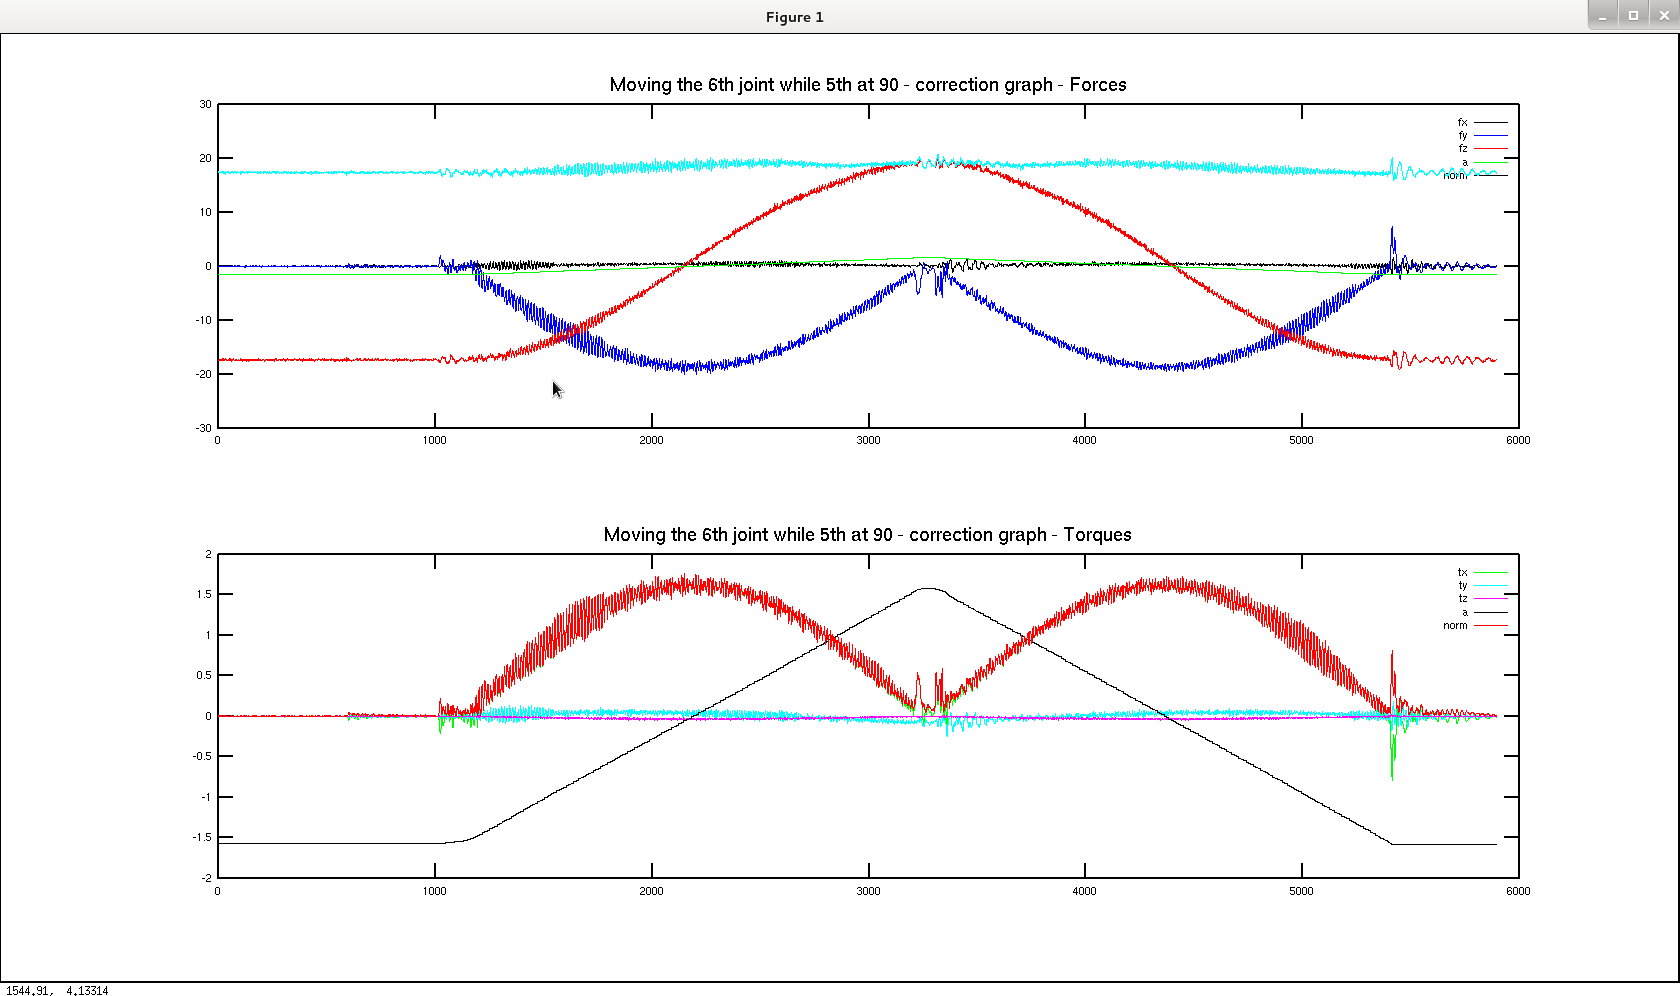 Figure 1
Moving the 6th joint while 5th at 90 - correction graph - Forces
30
20
10
0
-10
-20
-30
fx
fy
fz
a
norm
0 1000 2000 3000 4000 5000 6000
Moving the 6th joint while 5th at 90 - correction graph - Torques
2
1.5
1
0.5
0
-0.5
-1
-1.5
-2
tx
ty
tz
a
norm
0 1000 2000 3000 4000 5000 6000
1544.91, 4.13314